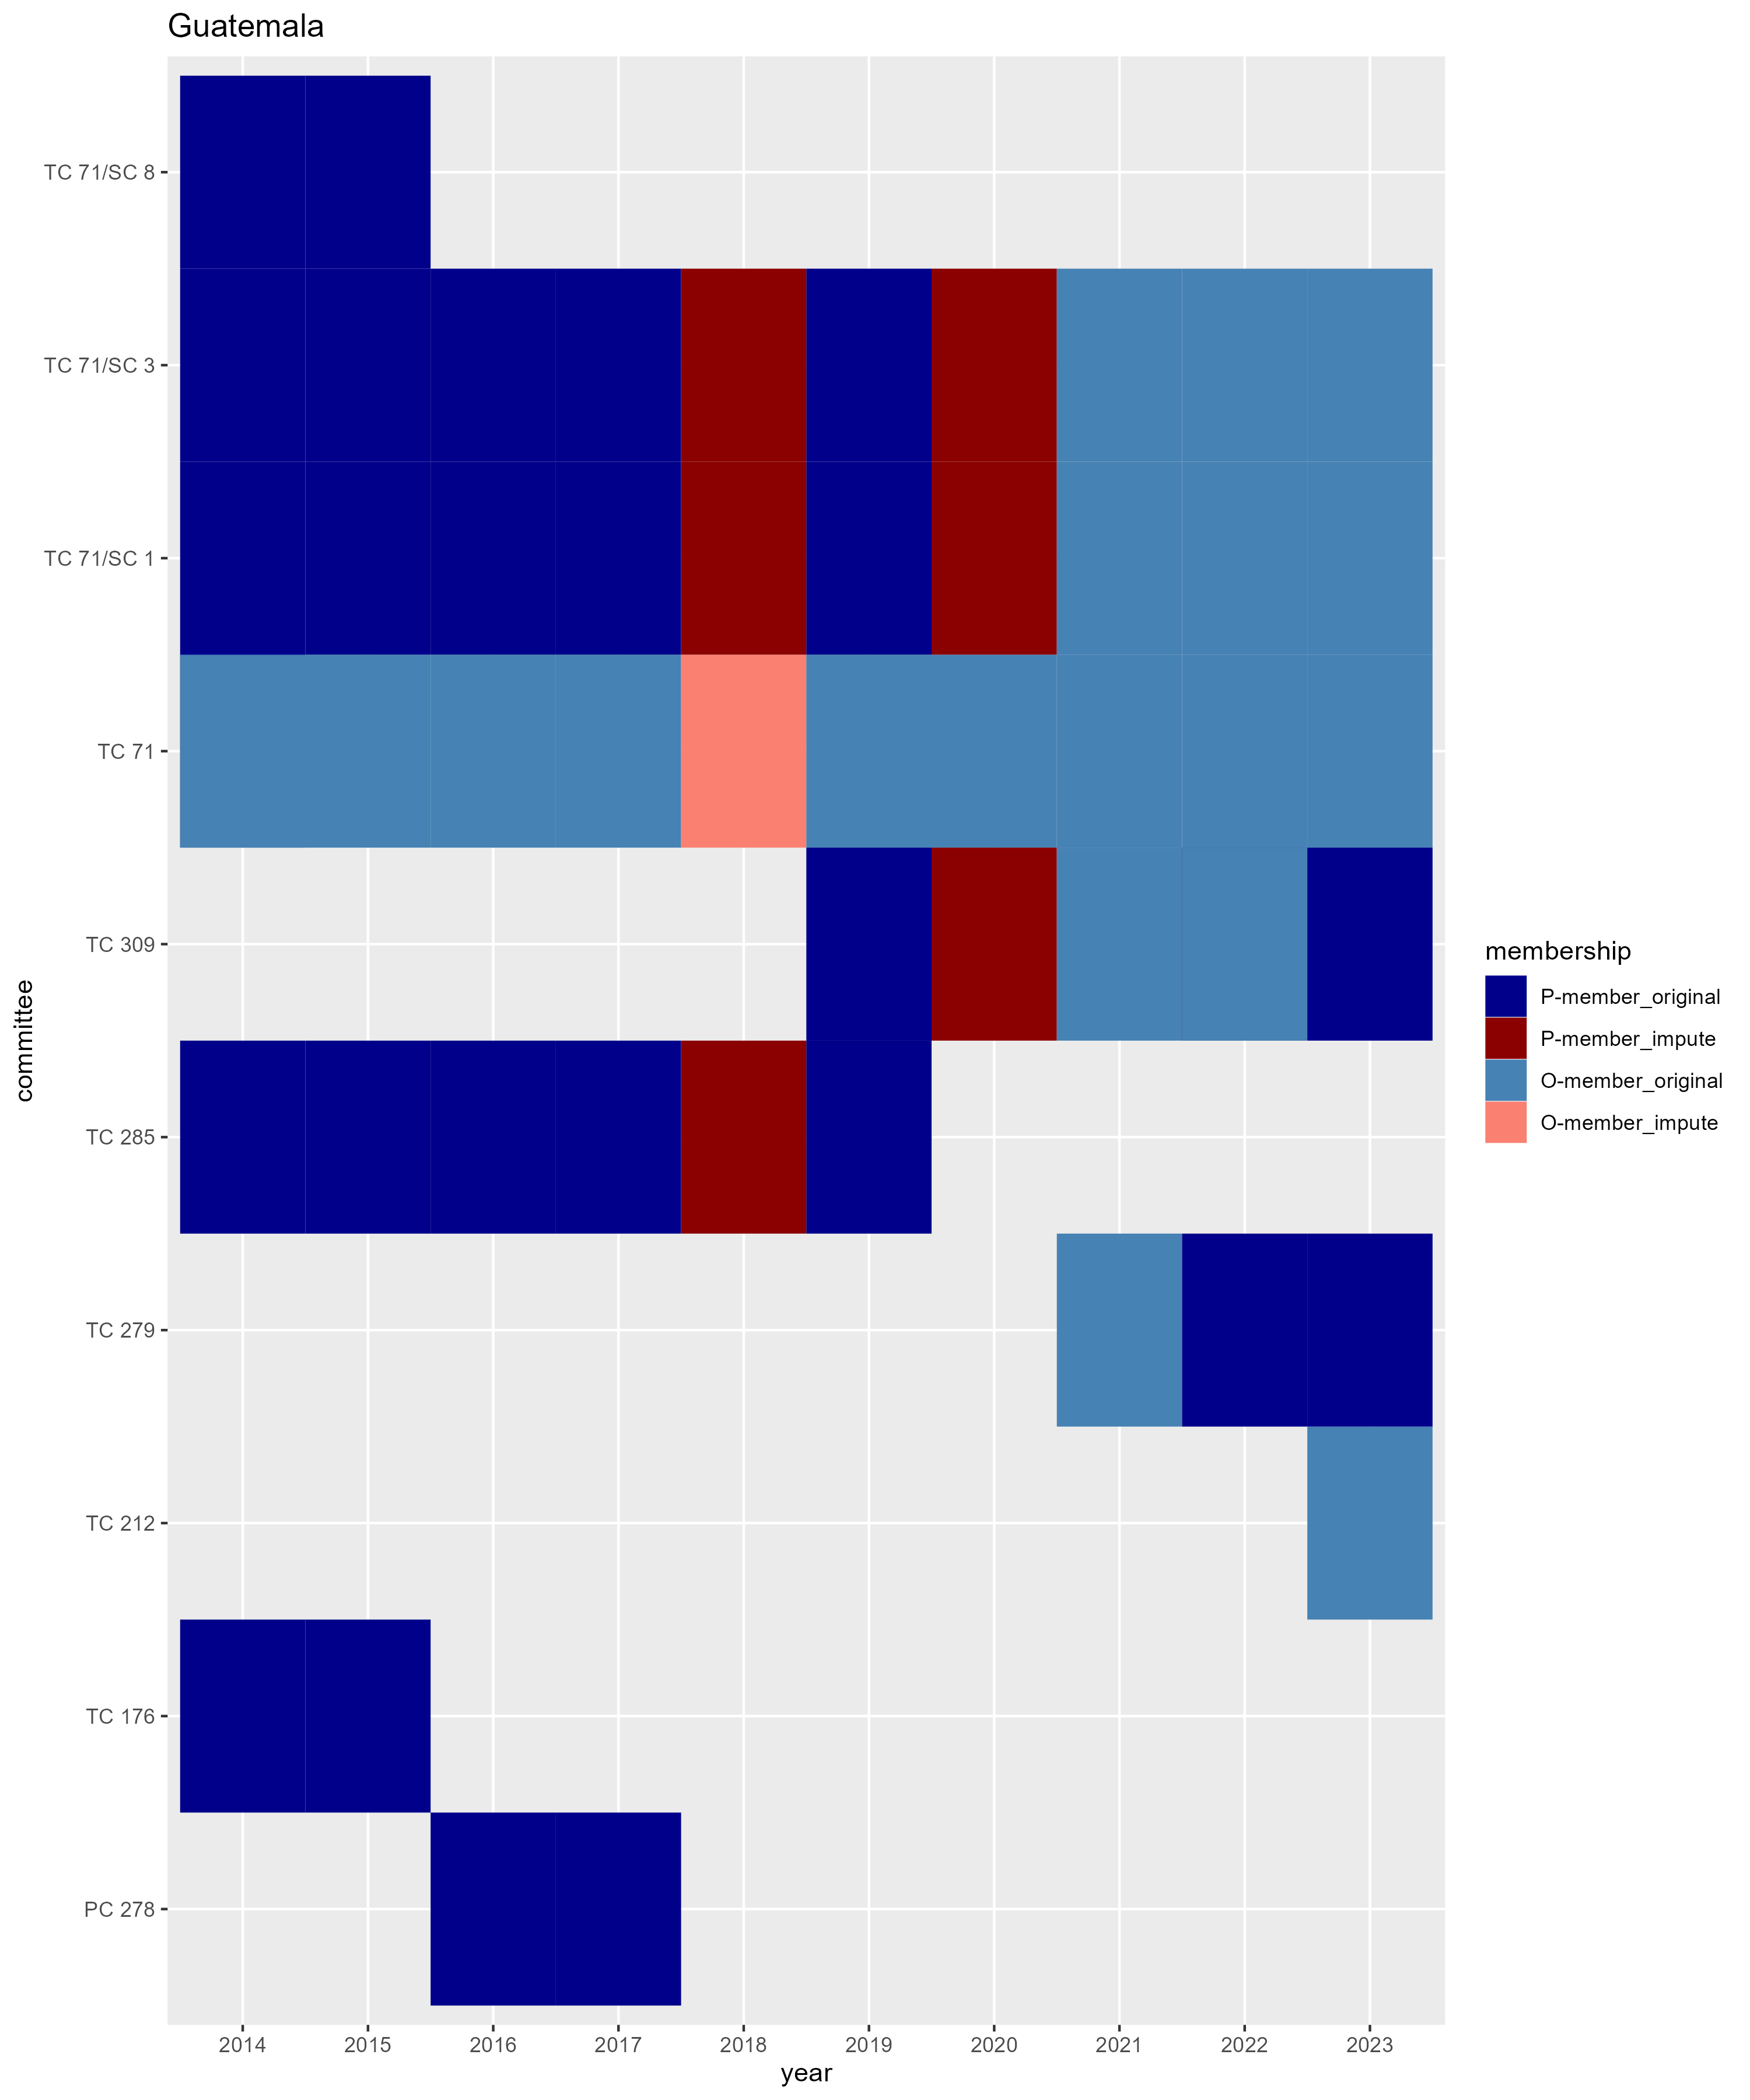 Guatemala
committee
TC 71/SC 8
TC 71/SC 3
TC 71/SC 1
TC 71
TC 309
TC 285
TC 279
TC 212
TC 176
PC 278
2014 2015 2016 2017 2018 2019 2020 2021 2022 2023
year
membership
P-member_original
P-member_impute
O-member_original
O-member_impute